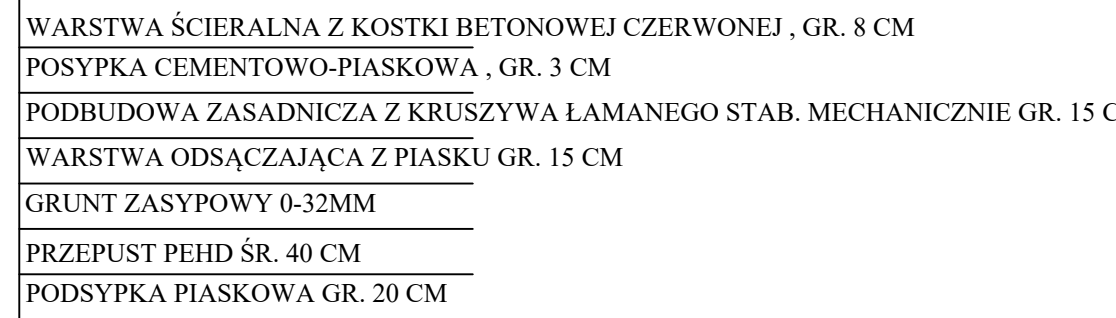 WARSTWA ŚCIERALNA Z KOSTKI BETONOWEJ CZERWONEJ , GR. 8 CM
POSYPKA CEMENTOWO-PIASKOWA , GR. 3 CM
PODBUDOWA ZASADNICZA Z KRUSZYWA ŁAMANEGO STAB. MECHANICZNIE GR. 15 C
WARSTWA ODSĄCZAJĄCA Z PIASKU GR. 15 CM
GRUNT ZASYPOWY 0-32MM
PRZEPUST PEHD ŚR. 40 CM
PODSYPKA PIASKOWA GR. 20 CM